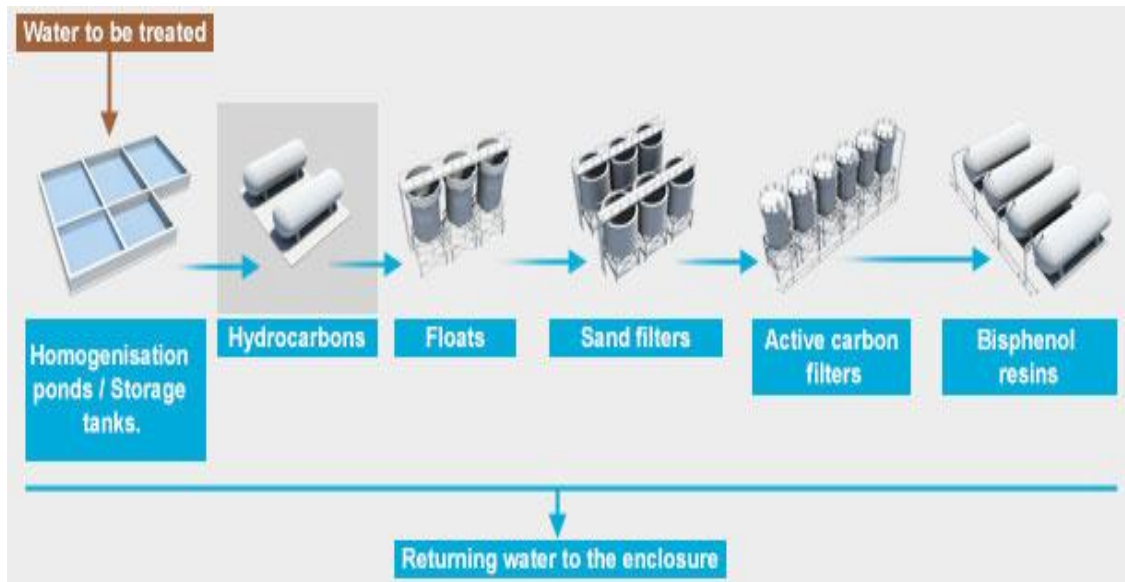 Water to be treated
Hydrocarbons
Floats
Sand filters
Active carbon
filters
Bisphenol
resins
Homogenisation
ponds / Storage
tanks.
Returning water to the enclosure